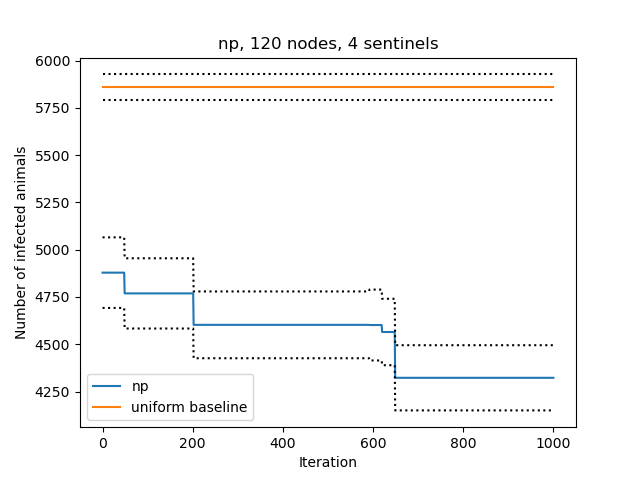 np, 120 nodes, 4 sentinels
Number of infected animals
6000
5750
5500
5250
5000
4750
4500
4250
np
uniform baseline
0
200
400
600
800
1000
Iteration